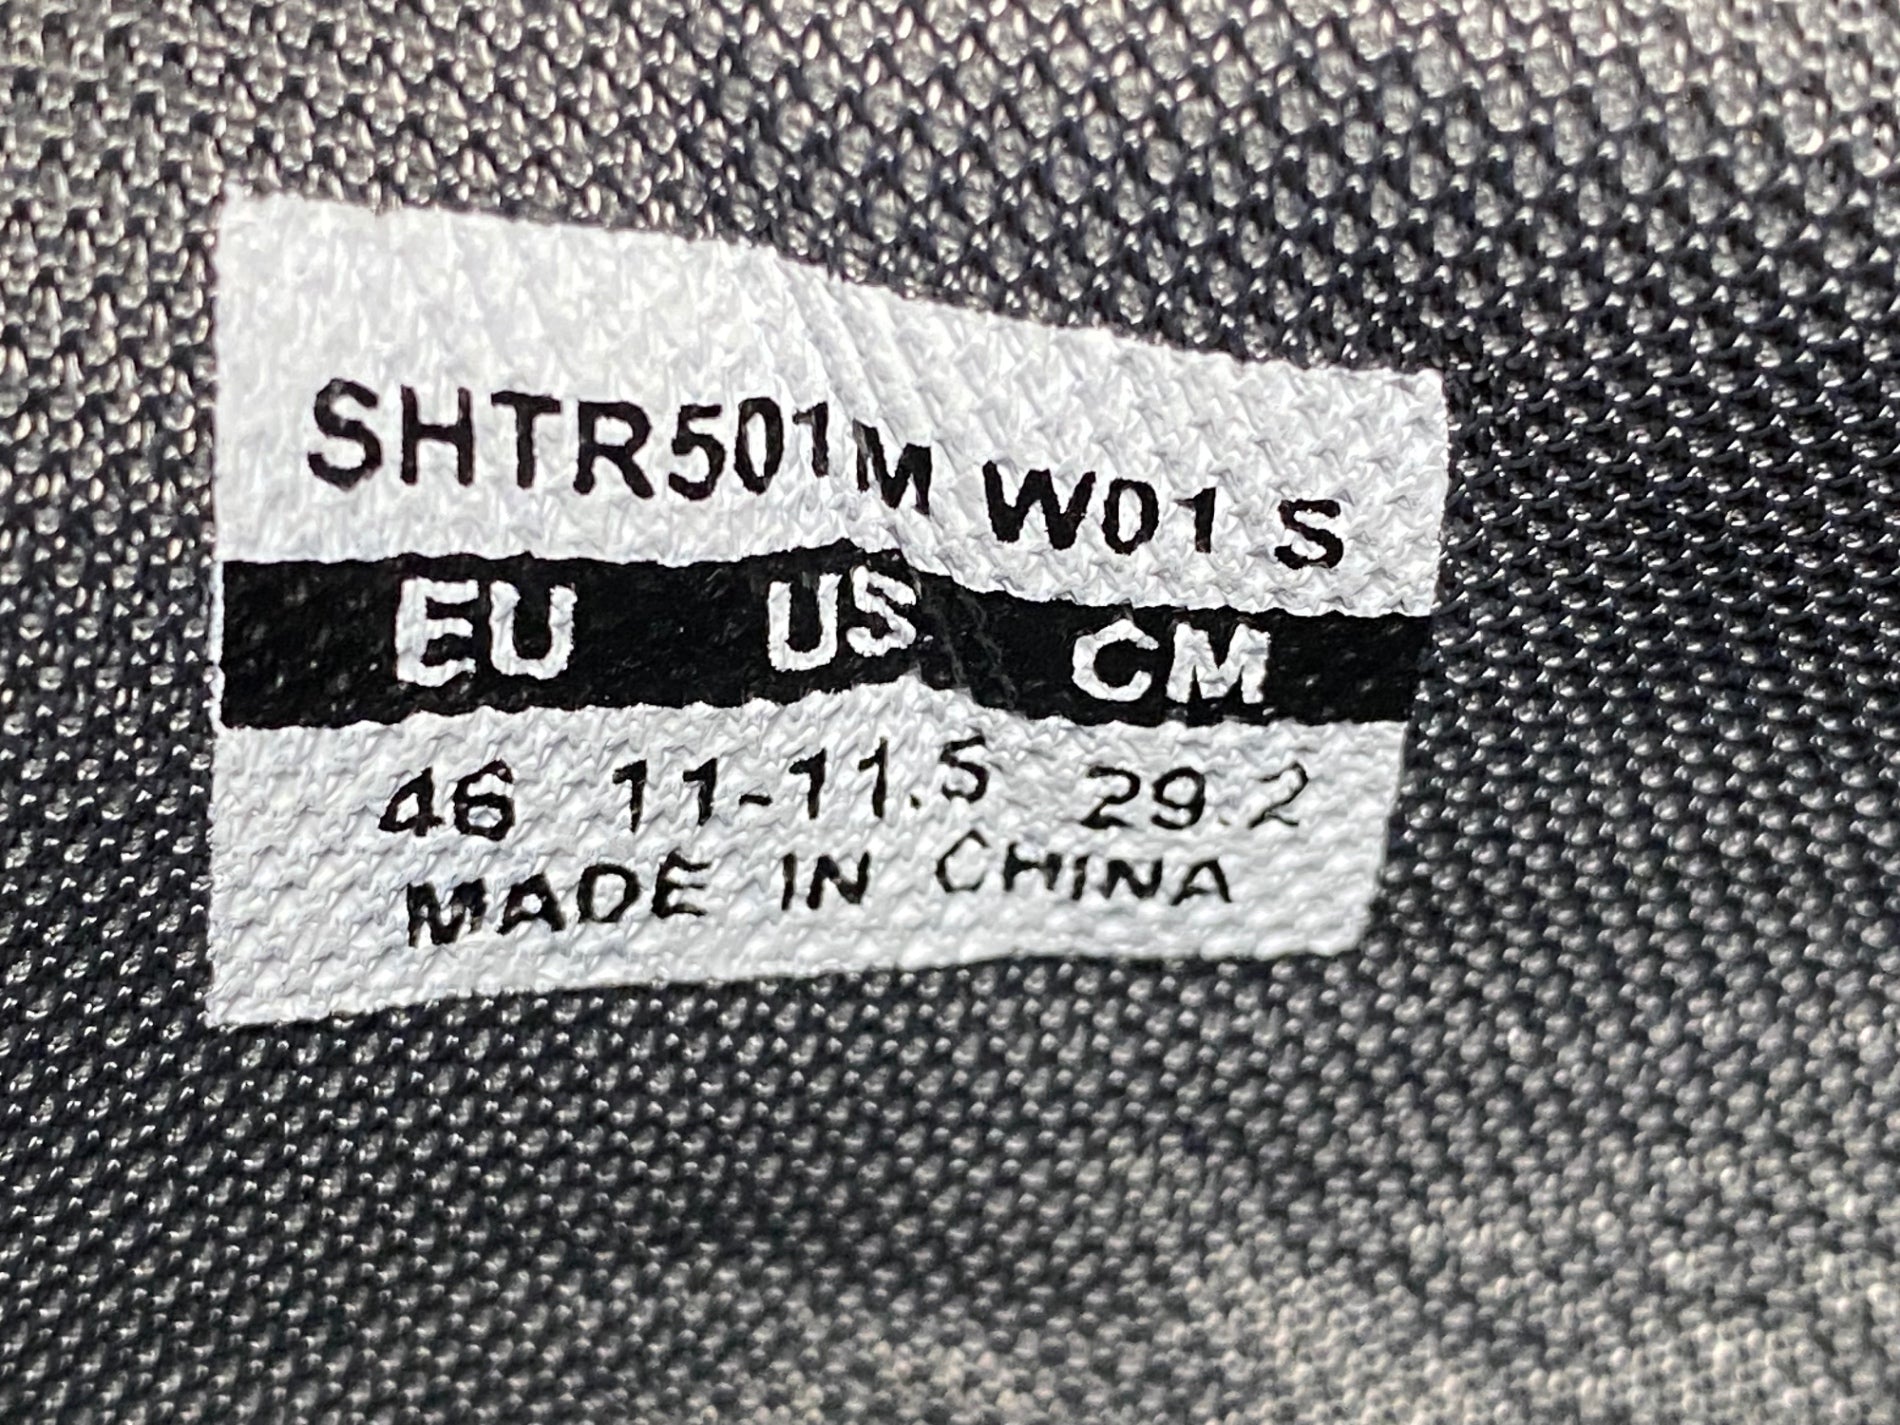 SHTR501M W01 S
EU US CM
46 11-11.5 29.2
MADE IN CHINA